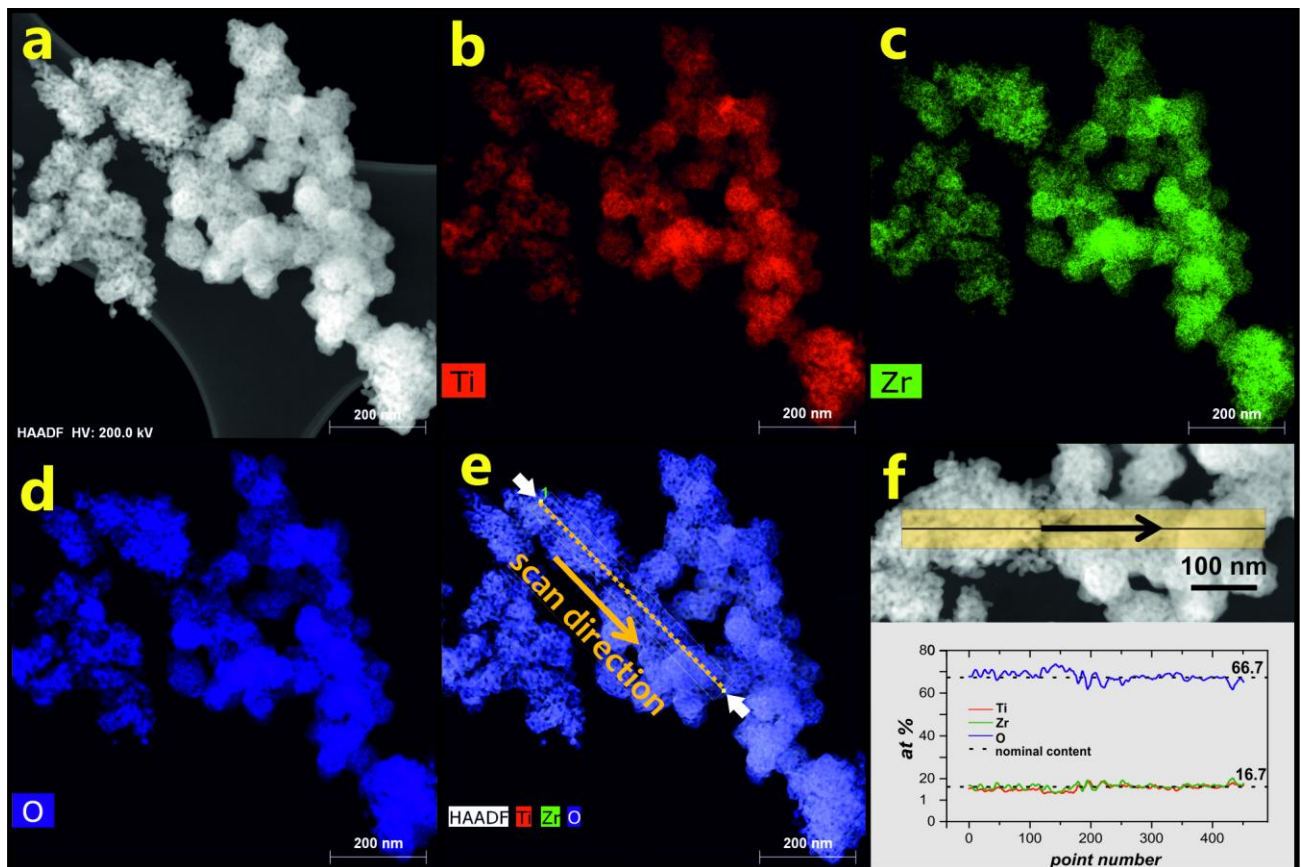 a
HAADF HV: 200.0 kV
200 nm
b
Ti
200 nm
c
Zr
200 nm
d
O
200 nm
e
scan direction
HAADF Ti Zr O
200 nm
f
100 nm
80
60
40
20
1
0
66.7
Ti
Zr
O
nominal content
16.7
at %
0 100 200 300 400
point number